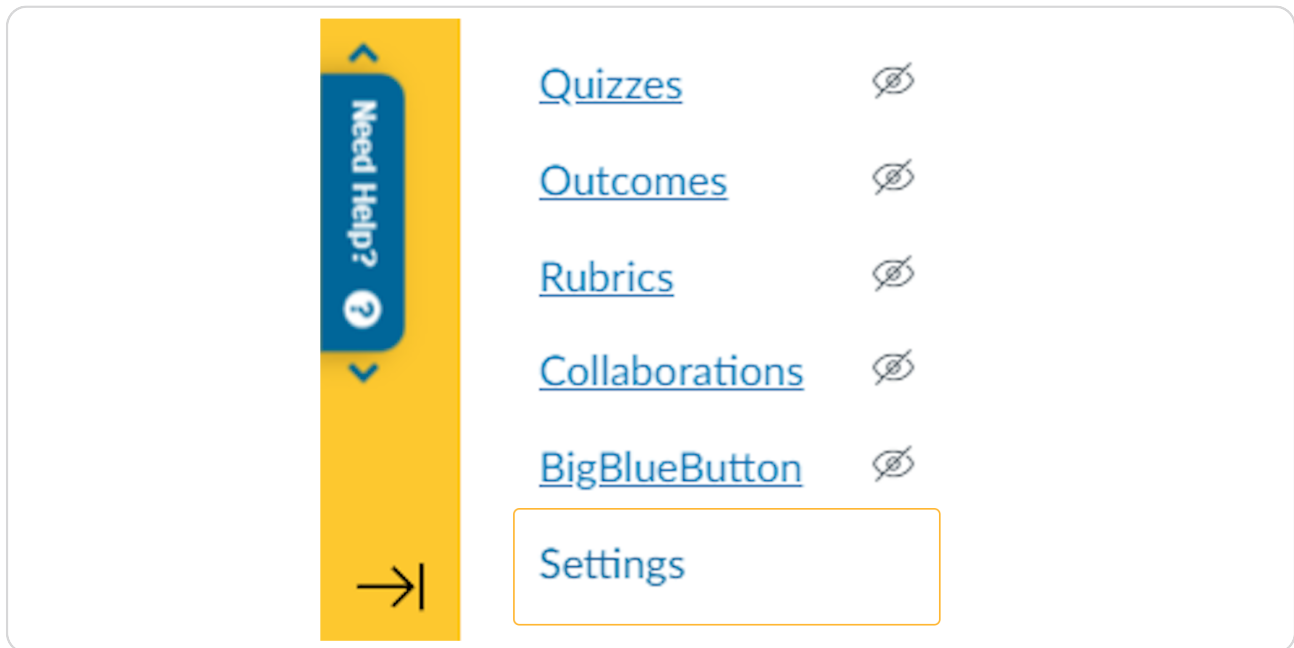 Need Help? ?
Quizzes
Outcomes
Rubrics
Collaborations
BigBlueButton
Settings